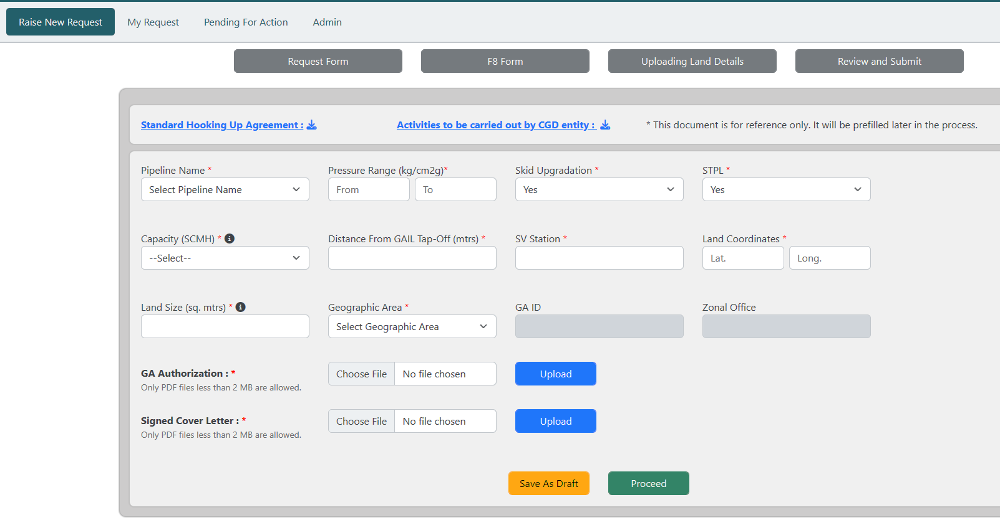 Raise New Request My Request Pending For Action Admin
Request Form F8 Form Uploading Land Details Review and Submit
Standard Hooking Up Agreement : Activities to be carried out by CGD entity : * This document is for reference only. It will be prefilled later in the process.
Pipeline Name * Pressure Range (kg/cm2g)* Skid Upgradation * STPL *
Select Pipeline Name From To Yes Yes
Capacity (SCMH) * Distance From GAIL Tap-Off (mtrs) * SV Station * Land Coordinates *
--Select-- Lat. Long.
Land Size (sq. mtrs) * Geographic Area * GA ID Zonal Office
Select Geographic Area
GA Authorization : * Choose File No file chosen Upload
Only PDF files less than 2 MB are allowed.
Signed Cover Letter : * Choose File No file chosen Upload
Only PDF files less than 2 MB are allowed.
Save As Draft Proceed